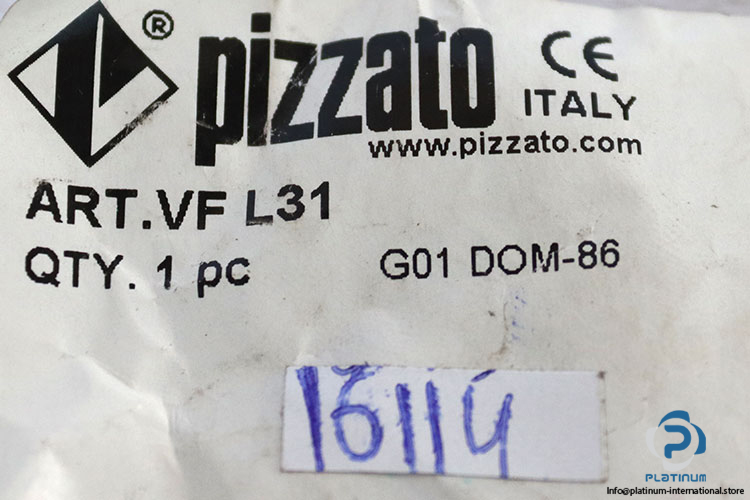 ®
pizzato CE
ITALY
www.pizzato.com
ART.VF L31
QTY. 1 pc G01 DOM-86
16114
PLATINUM
Info@platinum-international.store